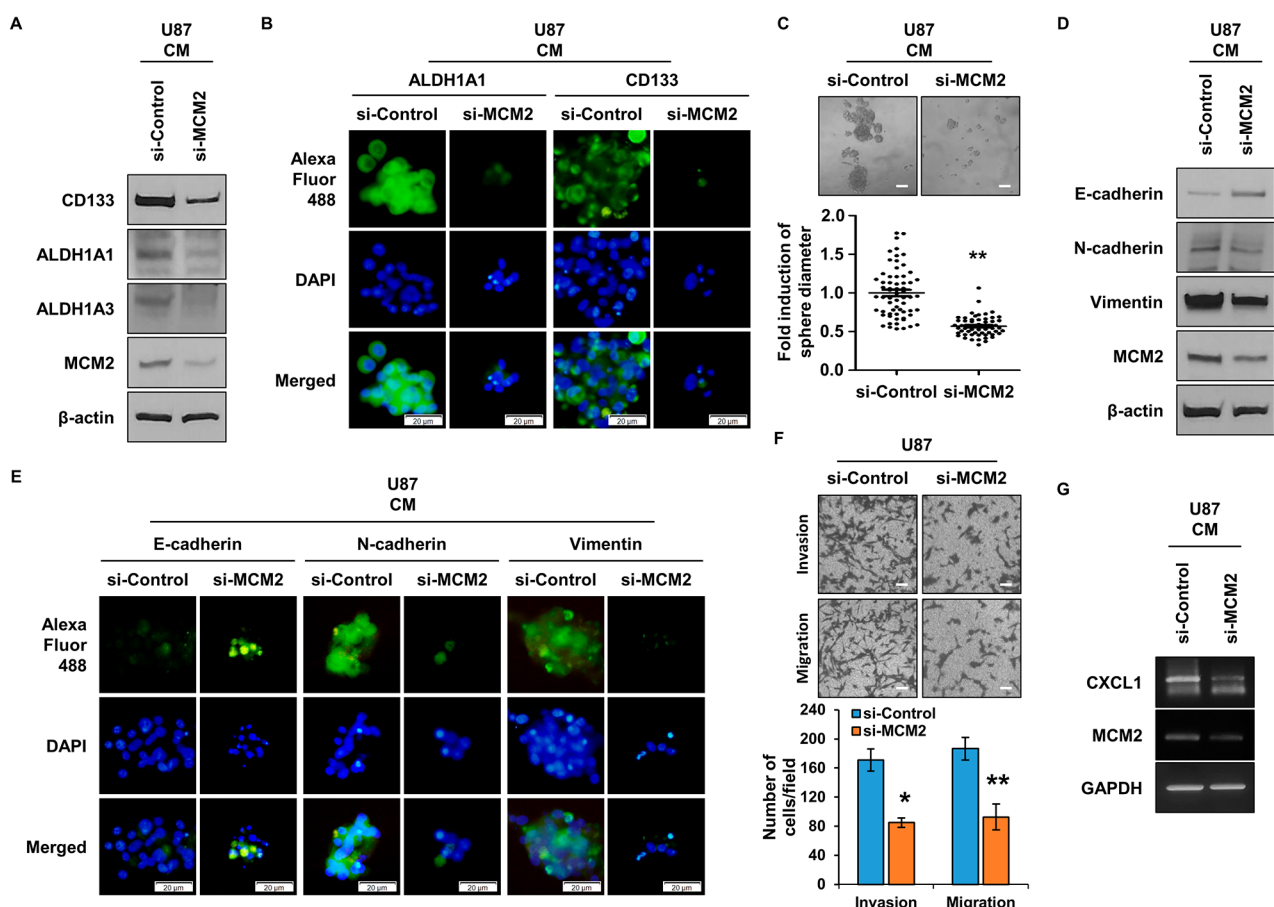 A
U87
CM
si-Control
si-MCM2
CD133
ALDH1A1
ALDH1A3
MCM2
β-actin
B
U87
CM
ALDH1A1
CD133
si-Control
si-MCM2
si-Control
si-MCM2
Alexa
Fluor
488
DAPI
Merged
20 µm
20 µm
20 µm
20 µm
C
U87
CM
si-Control
si-MCM2
Fold induction of
sphere diameter
2.0
1.5
1.0
0.5
0.0
**
si-Control
si-MCM2
D
U87
CM
si-Control
si-MCM2
E-cadherin
N-cadherin
Vimentin
MCM2
β-actin
E
U87
CM
E-cadherin
N-cadherin
Vimentin
si-Control
si-MCM2
si-Control
si-MCM2
si-Control
si-MCM2
Alexa
Fluor
488
DAPI
Merged
20 µm
20 µm
20 µm
20 µm
20 µm
20 µm
F
U87
si-Control
si-MCM2
Invasion
Migration
Number of
cells/field
240
200
160
120
80
40
0
si-Control
si-MCM2
*
**
Invasion
Migration
G
U87
CM
si-Control
si-MCM2
CXCL1
MCM2
GAPDH